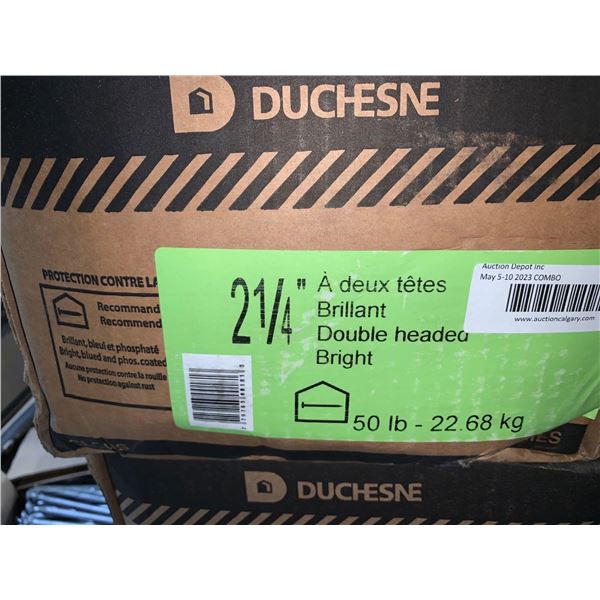 DUCHESNE
PROTECTION CONTRE LA
Recommand
Recommend
Brillant, bleui et phosphaté
Bright, blued and phos. coated
Aucune protection contre la rouille
No protection against rust
2 1/4"
À deux têtes
Brillant
Double headed
Bright
50 lb - 22.68 kg
Auction Depot Inc
May 5-10 2023 COMBO
www.auctioncalgary.com
DUCHESNE